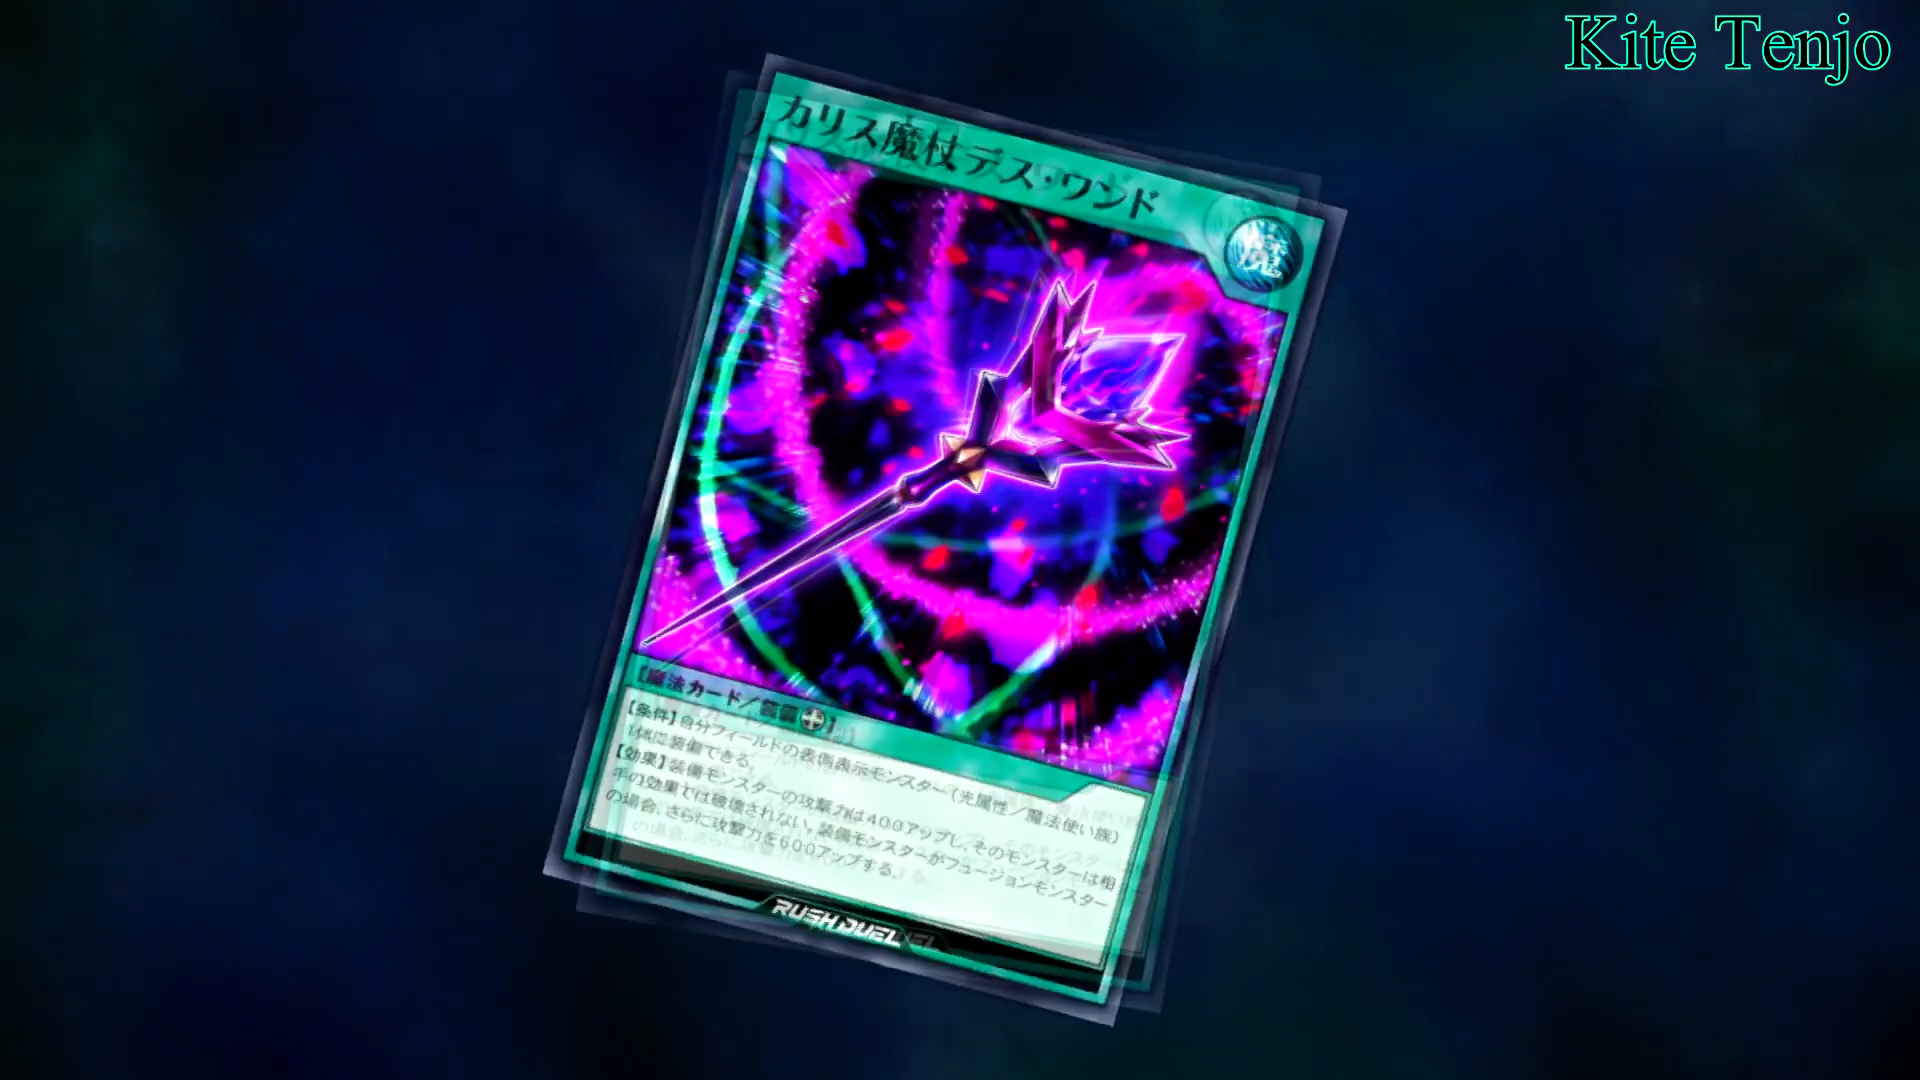 Kite Tenjo
カリス魔杖デス・ワンド
魔
【魔法カード／装備】
【条件】自分フィールドの表側表示モンスター（光属性／魔法使い族）
1体に装備できる。
【効果】装備モンスターの攻撃力は400アップし、そのモンスターは相
手の効果では破壊されない。装備モンスターがフュージョンモンスター
の場合、さらに攻撃力を600アップする。
RUSH DUEL